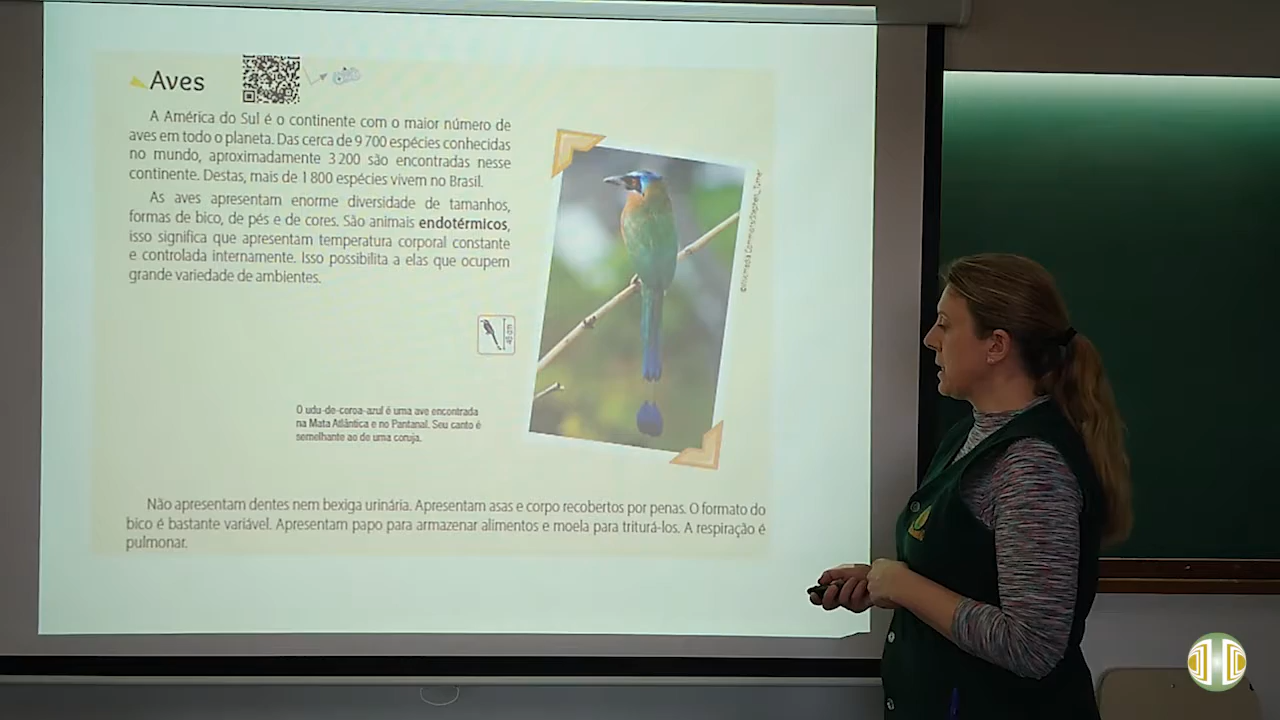 Aves
A América do Sul é o continente com o maior número de
aves em todo o planeta. Das cerca de 9 700 espécies conhecidas
no mundo, aproximadamente 3 200 são encontradas nesse
continente. Destas, mais de 1 800 espécies vivem no Brasil.
As aves apresentam enorme diversidade de tamanhos,
formas de bico, de pés e de cores. São animais endotérmicos,
isso significa que apresentam temperatura corporal constante
e controlada internamente. Isso possibilita a elas que ocupem
grande variedade de ambientes.
O udu-de-coroa-azul é uma ave encontrada
na Mata Atlântica e no Pantanal. Seu canto é
semelhante ao de uma coruja.
Não apresentam dentes nem bexiga urinária. Apresentam asas e corpo recobertos por penas. O formato do
bico é bastante variável. Apresentam papo para armazenar alimentos e moela para triturá-los. A respiração é
pulmonar.